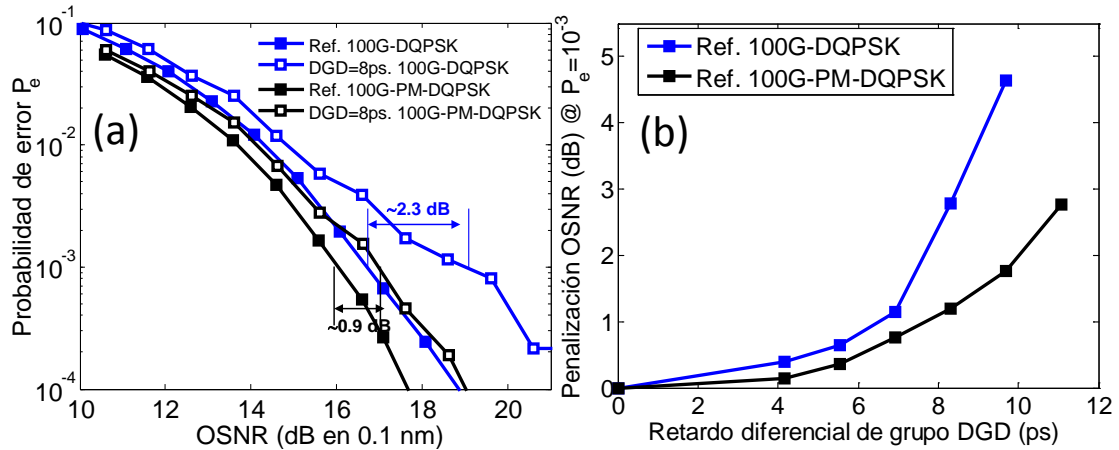 Probabilidad de error Pₑ
10⁻¹
10⁻²
10⁻³
10⁻⁴
(a)
Ref. 100G-DQPSK
DGD=8ps. 100G-DQPSK
Ref. 100G-PM-DQPSK
DGD=8ps. 100G-PM-DQPSK
~2.3 dB
~0.9 dB
10 12 14 16 18 20
OSNR (dB en 0.1 nm)
Penalización OSNR (dB) @ Pₑ=10⁻³
5
4
3
2
1
0
(b)
Ref. 100G-DQPSK
Ref. 100G-PM-DQPSK
0 2 4 6 8 10 12
Retardo diferencial de grupo DGD (ps)